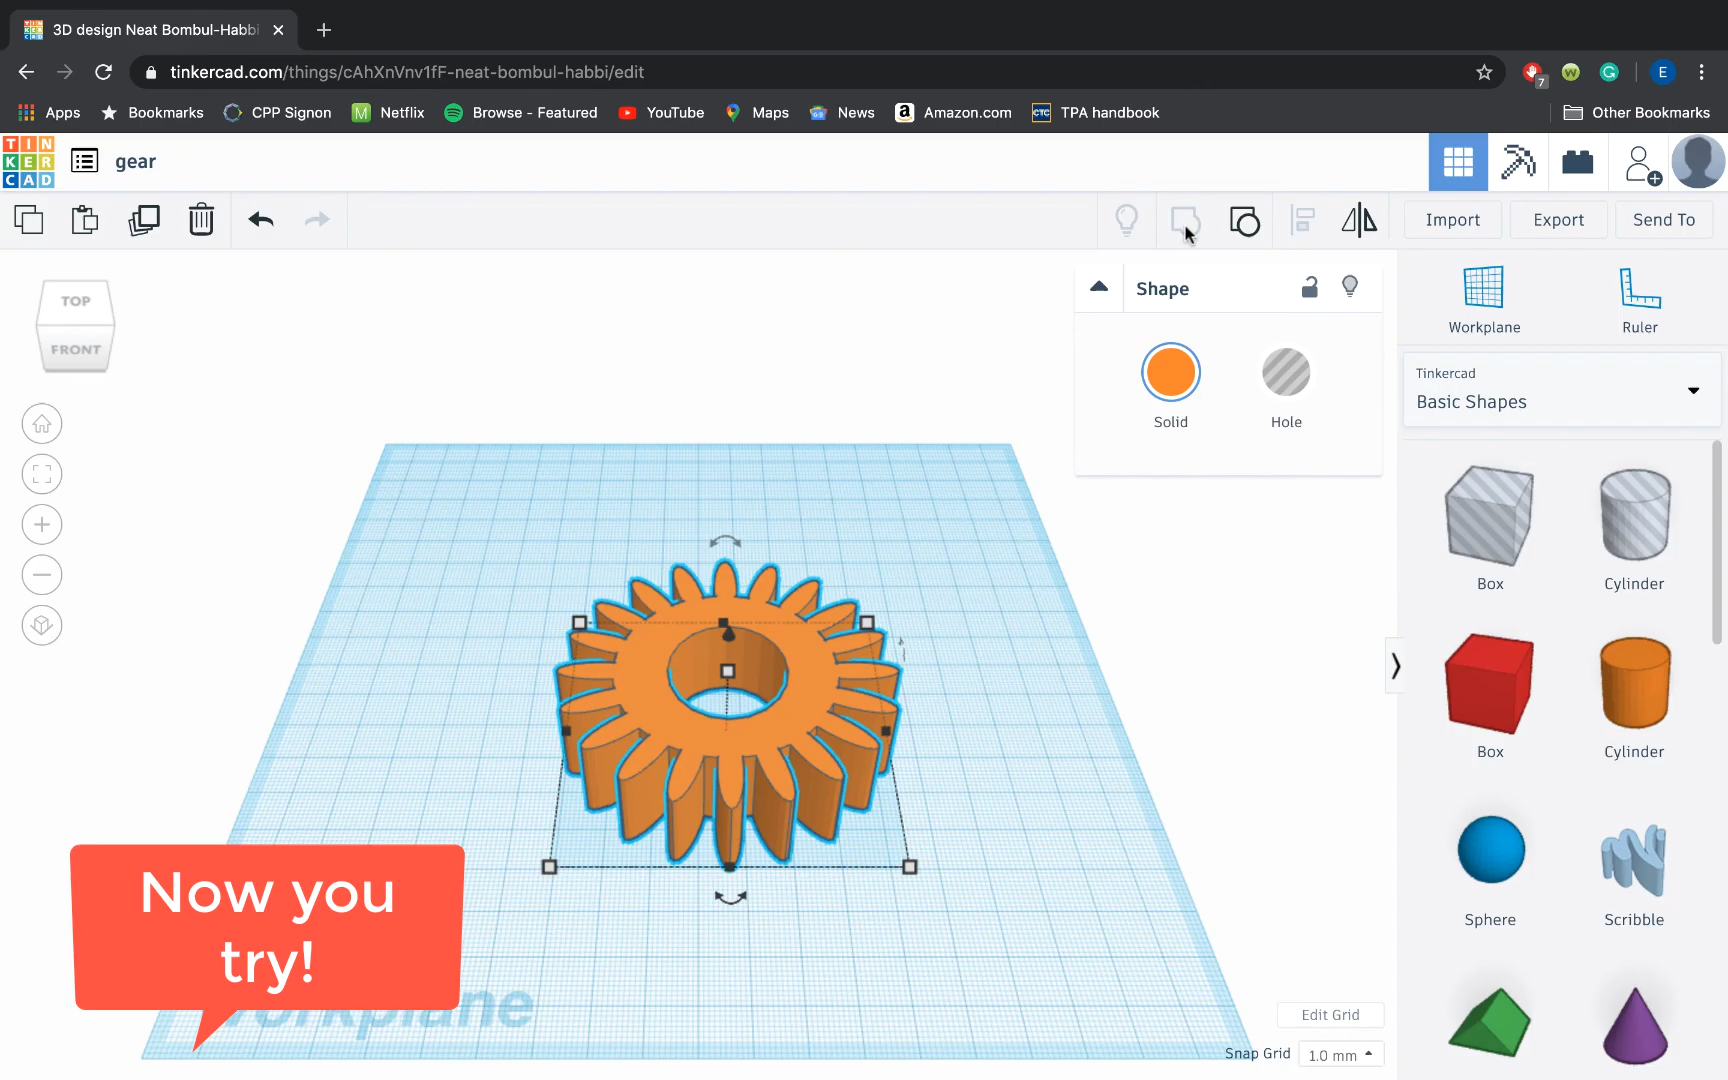 3D design Neat Bombul-Habbi
tinkercad.com/things/cAhXnVnv1fF-neat-bombul-habbi/edit
7
W
G
E
Apps
Bookmarks
CPP Signon
M
Netflix
Browse - Featured
YouTube
Maps
News
a
Amazon.com
CTC
TPA handbook
Other Bookmarks
TIN
KER
CAD
gear
Import
Export
Send To
TOP
FRONT
Shape
Solid
Hole
Workplane
Ruler
Tinkercad
Basic Shapes
Box
Cylinder
Box
Cylinder
Sphere
Scribble
Now you
try!
Workplane
Edit Grid
Snap Grid
1.0 mm